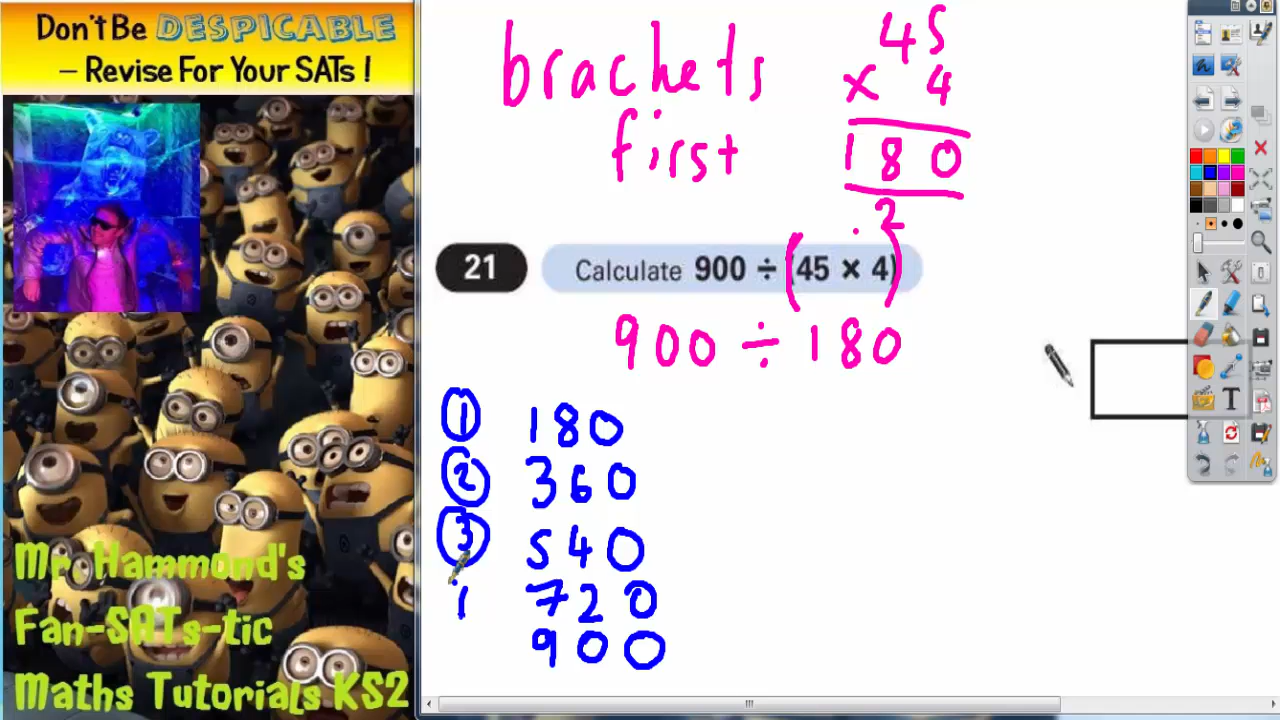 Don't Be DESPICABLE
– Revise For Your SATs !
Mr. Hammond's
Fan-SATs-tic
Maths Tutorials KS2
brackets
first
45
× 4
180
2
21 Calculate 900 ÷ (45 × 4)
900 ÷ 180
1 180
2 360
3 540
720
900
T